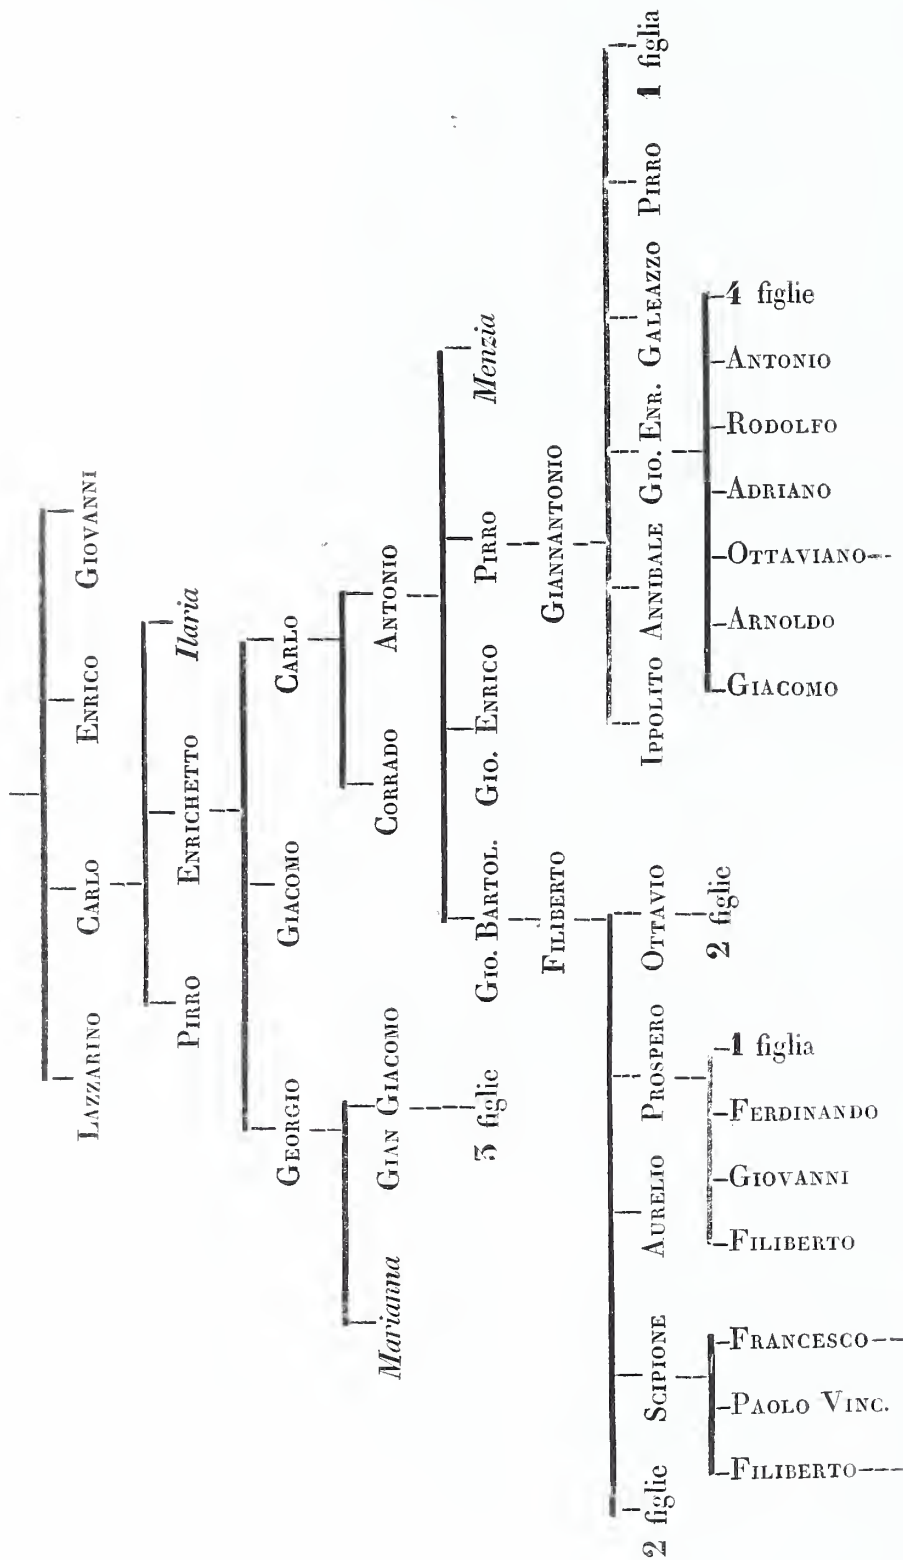 LAZZARINO CARLO ENRICO GIOVANNI
PIRRO ENRICHETTO Ilaria
GEORGIO GIACOMO CARLO
Marianna GIAN GIACOMO CORRADO ANTONIO
3 figlie GIO. BARTOL. GIO. ENRICO PIRRO Menzia
FILIBERTO GIANNANTONIO
2 figlie SCIPIONE AURELIO PROSPERO OTTAVIO IPPOLITO ANNIBALE GIO. ENR. GALEAZZO PIRRO 1 figlia
2 figlie
FRANCESCO
PAOLO VINC.
FILIBERTO
1 figlia
FERDINANDO
GIOVANNI
FILIBERTO
4 figlie
ANTONIO
RODOLFO
ADRIANO
OTTAVIANO
ARNOLDO
GIACOMO